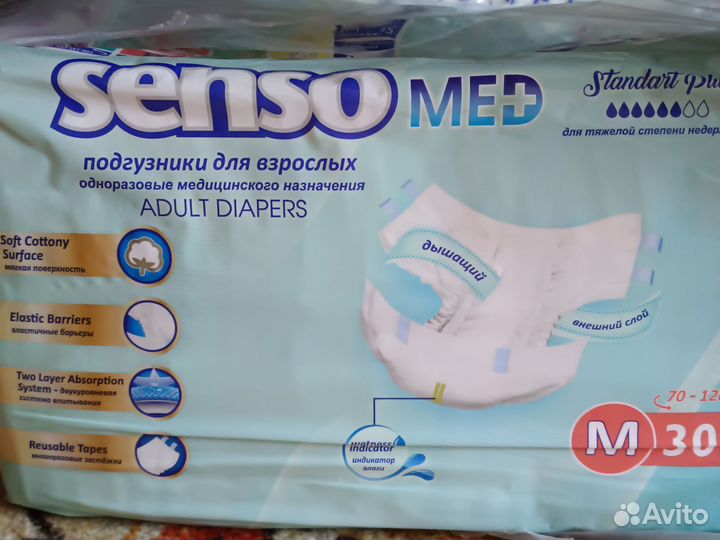 senso MED
Standart
для тяжелой степени
подгузники для взрослых
одноразовые медицинского назначения
ADULT DIAPERS
Soft Cottony
Surface
мягкая поверхность
дышащий
внешний слой
Elastic Barriers
эластичные барьеры
Two Layer Absorption
System - двухуровневая
система впитывания
Reusable Tapes
многоразовые застёжки
wetness
indicator
индикатор
влаги
70 -
M 30
Avito